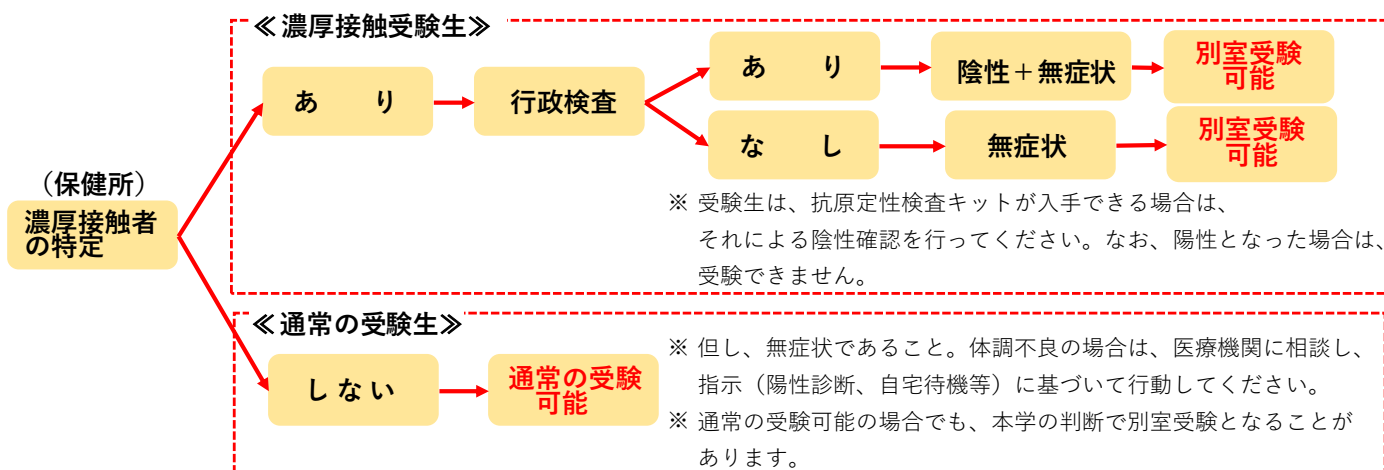 ≪濃厚接触受験生≫
(保健所)
濃厚接触者
の特定
あ り
行政検査
あ り
陰性＋無症状
別室受験
可能
な し
無症状
別室受験
可能
※ 受験生は、抗原定性検査キットが入手できる場合は、
それによる陰性確認を行ってください。なお、陽性となった場合は、
受験できません。
≪通常の受験生≫
しない
通常の受験
可能
※ 但し、無症状であること。体調不良の場合は、医療機関に相談し、
指示（陽性診断、自宅待機等）に基づいて行動してください。
※ 通常の受験可能の場合でも、本学の判断で別室受験となることが
あります。